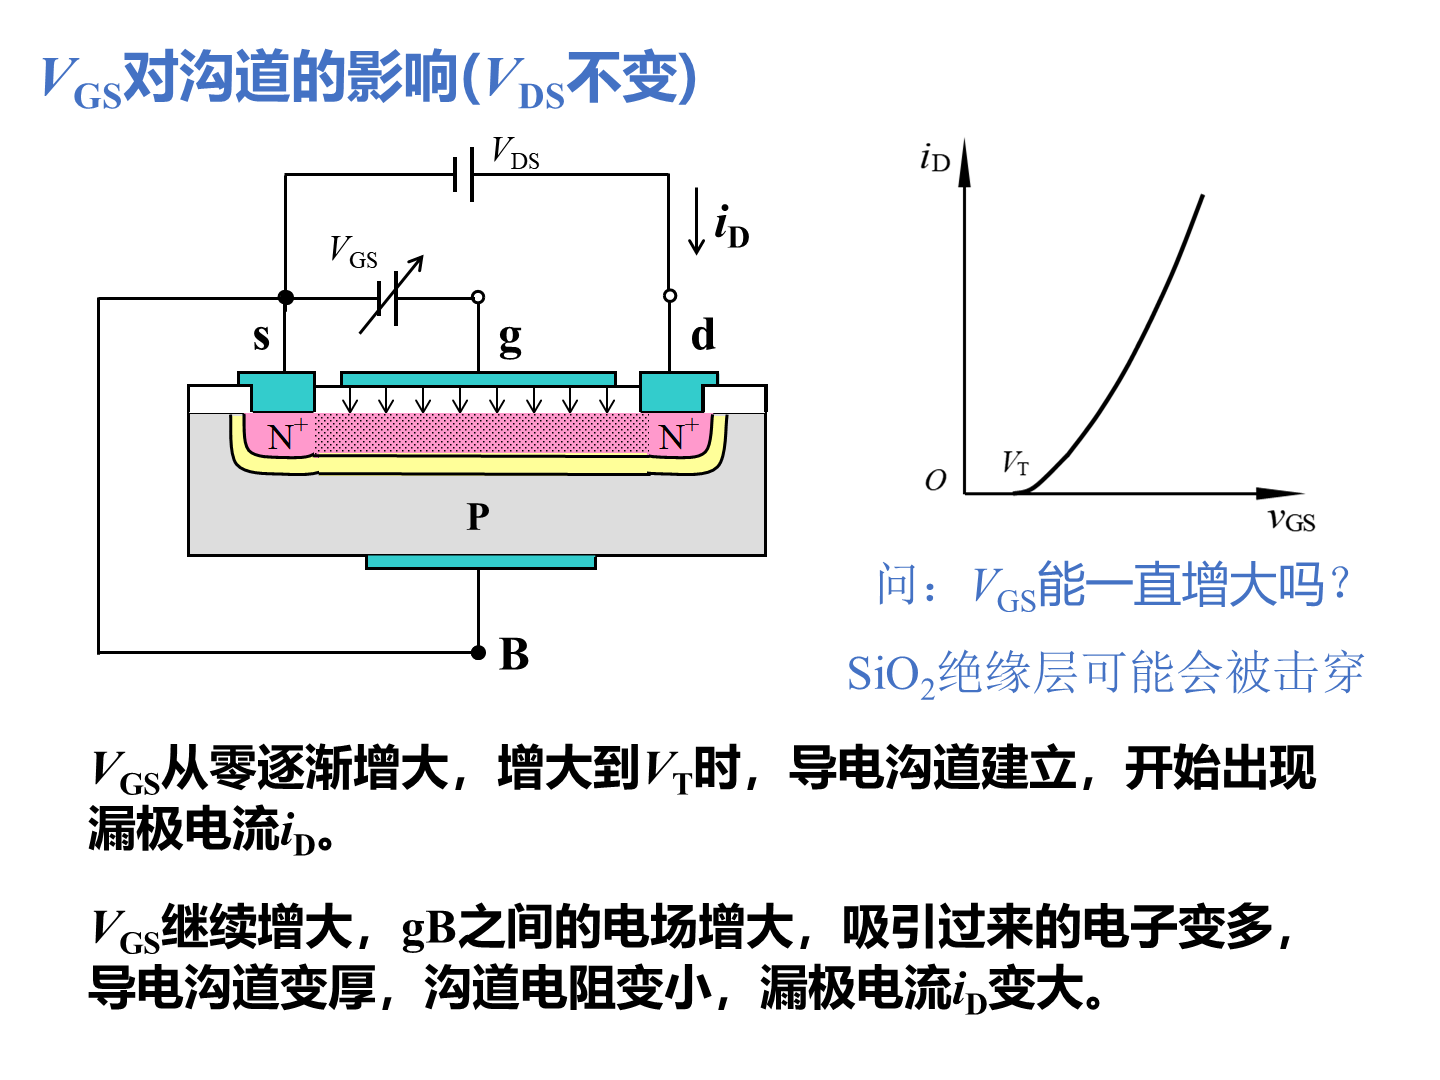 VGS对沟道的影响(VDS不变)
VDS
iD
VGS
s
g
d
N+
N+
P
B
iD
VT
O
vGS
问：VGS能一直增大吗？
SiO2绝缘层可能会被击穿
VGS从零逐渐增大，增大到VT时，导电沟道建立，开始出现
漏极电流iD。
VGS继续增大，gB之间的电场增大，吸引过来的电子变多，
导电沟道变厚，沟道电阻变小，漏极电流iD变大。